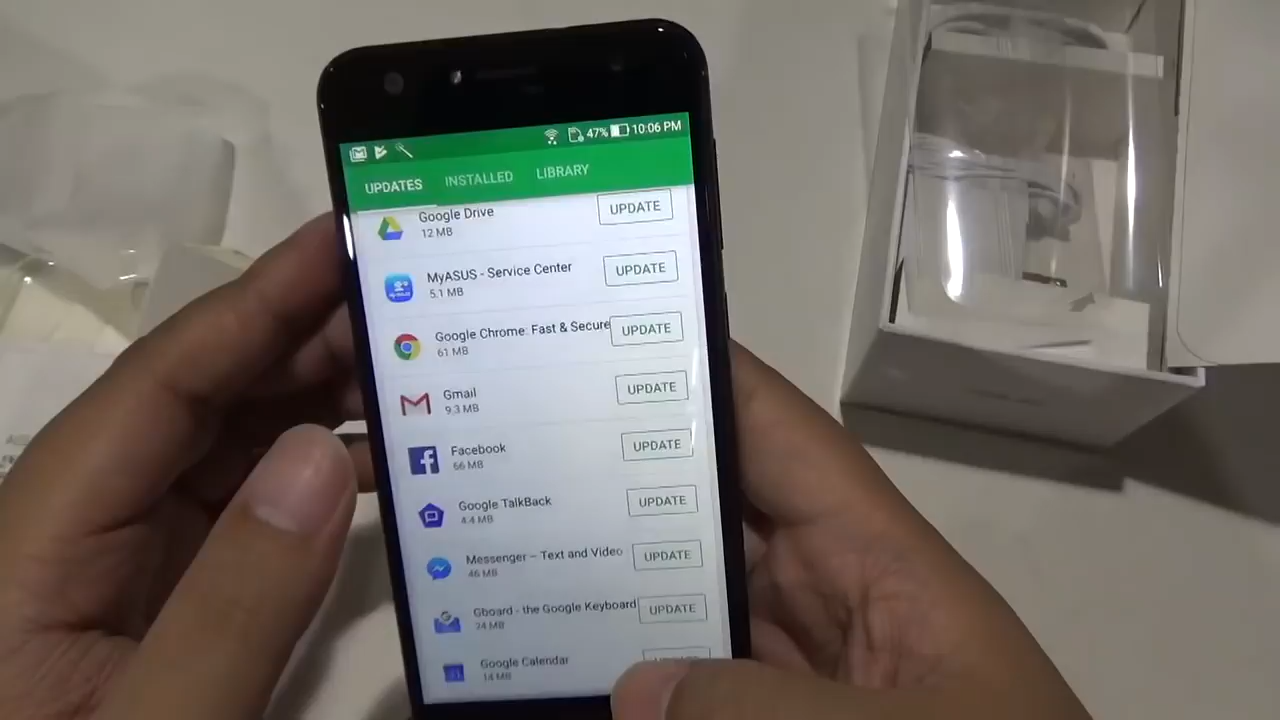 47% 10:06 PM
UPDATES INSTALLED LIBRARY
Google Drive
12 MB
UPDATE
MyASUS - Service Center
5.1 MB
UPDATE
Google Chrome: Fast & Secure
61 MB
UPDATE
Gmail
9.3 MB
UPDATE
Facebook
66 MB
UPDATE
Google TalkBack
4.4 MB
UPDATE
Messenger – Text and Video
46 MB
UPDATE
Gboard - the Google Keyboard
24 MB
UPDATE
Google Calendar
14 MB
UPDATE